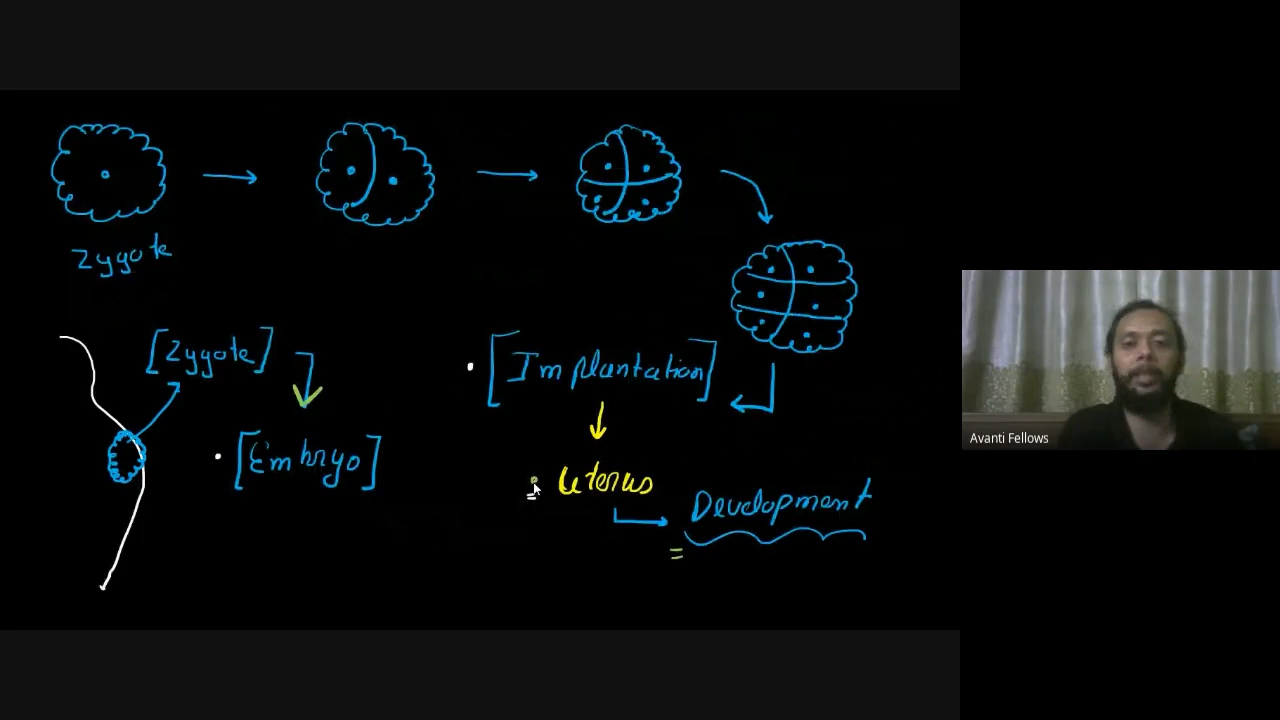 Zygote
[Zygote]
• [Implantation]
• [Embryo]
Uterus
Development
=
Avanti Fellows